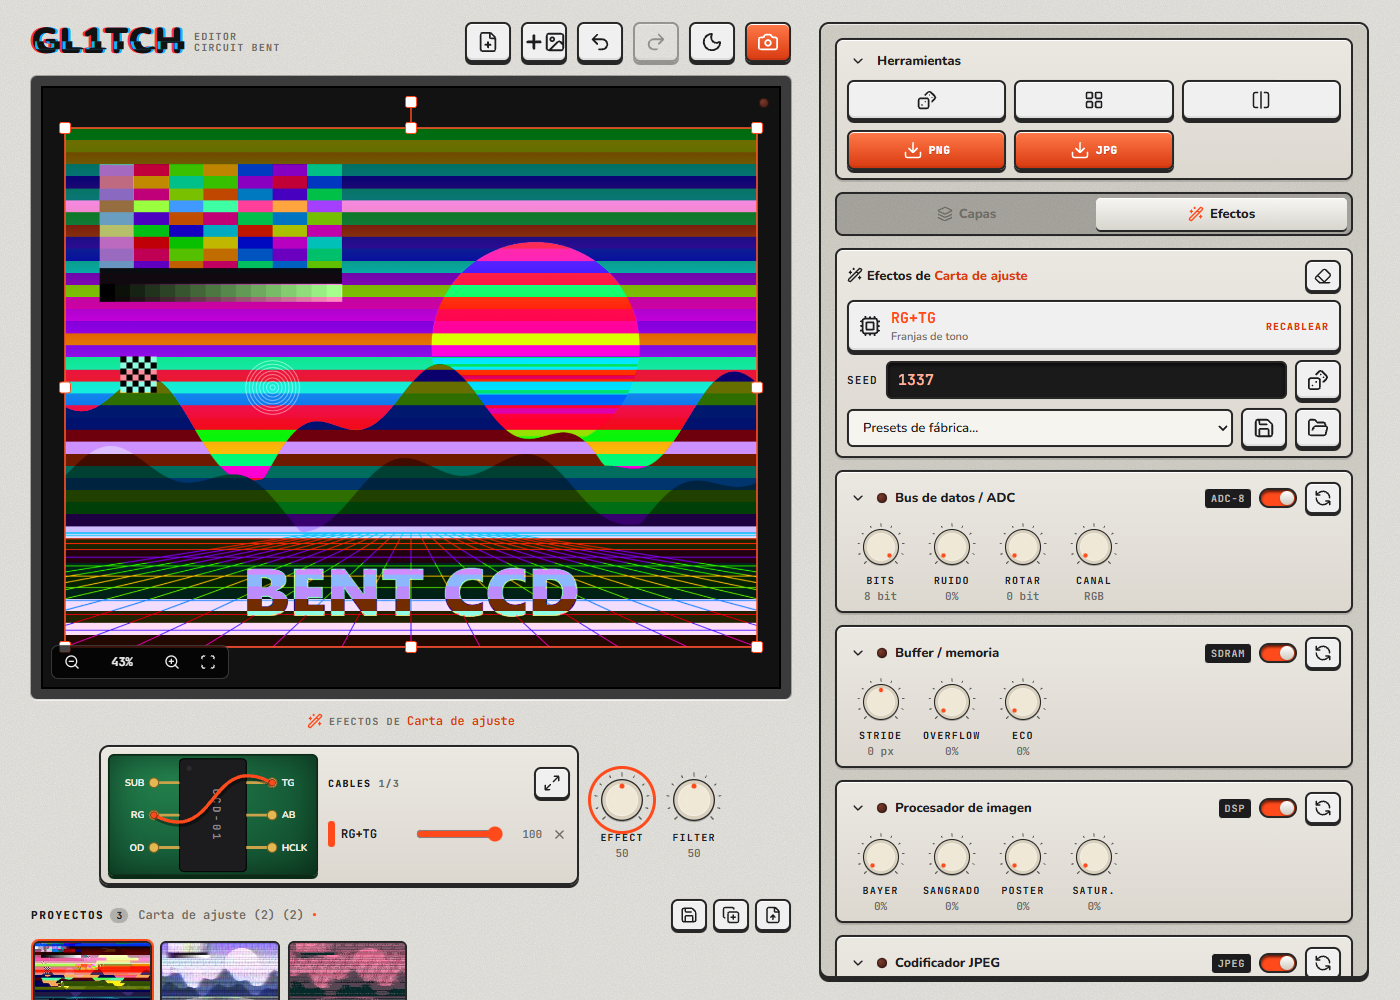 GL1TCH
EDITOR
CIRCUIT BENT
Herramientas
PNG
JPG
Capas
Efectos
Efectos de Carta de ajuste
RG+TG
Franjas de tono
RECABLEAR
SEED
1337
Presets de fábrica...
Bus de datos / ADC
ADC-8
BITS
RUIDO
ROTAR
CANAL
8 bit
0%
0 bit
RGB
Buffer / memoria
SDRAM
STRIDE
OVERFLOW
ECO
0 px
0%
0%
Procesador de imagen
DSP
BAYER
SANGRADO
POSTER
SATUR.
0%
0%
0%
0%
Codificador JPEG
JPEG
BENT CCD
43%
EFECTOS DE Carta de ajuste
SUB
RG
OD
CCD-01
TG
AB
HCLK
CABLES 1/3
RG+TG
100
EFFECT
50
FILTER
50
PROYECTOS 3 Carta de ajuste (2) (2) •